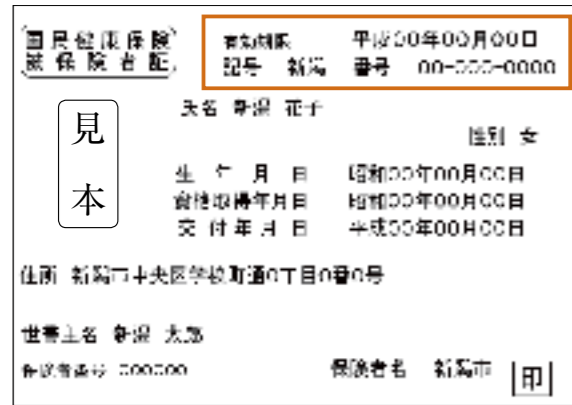 国民健康保険
被保険者証
有効期限 平成00年00月00日
記号 新潟 番号 00-000-0000
見本
氏名 新潟 花子
性別 女
生年月日 昭和00年00月00日
資格取得年月日 昭和00年00月00日
交付年月日 平成00年00月00日
住所 新潟市中央区学校町通0丁目0番0号
世帯主名 新潟 太郎
保険者番号 000000 保険者名 新潟市 印